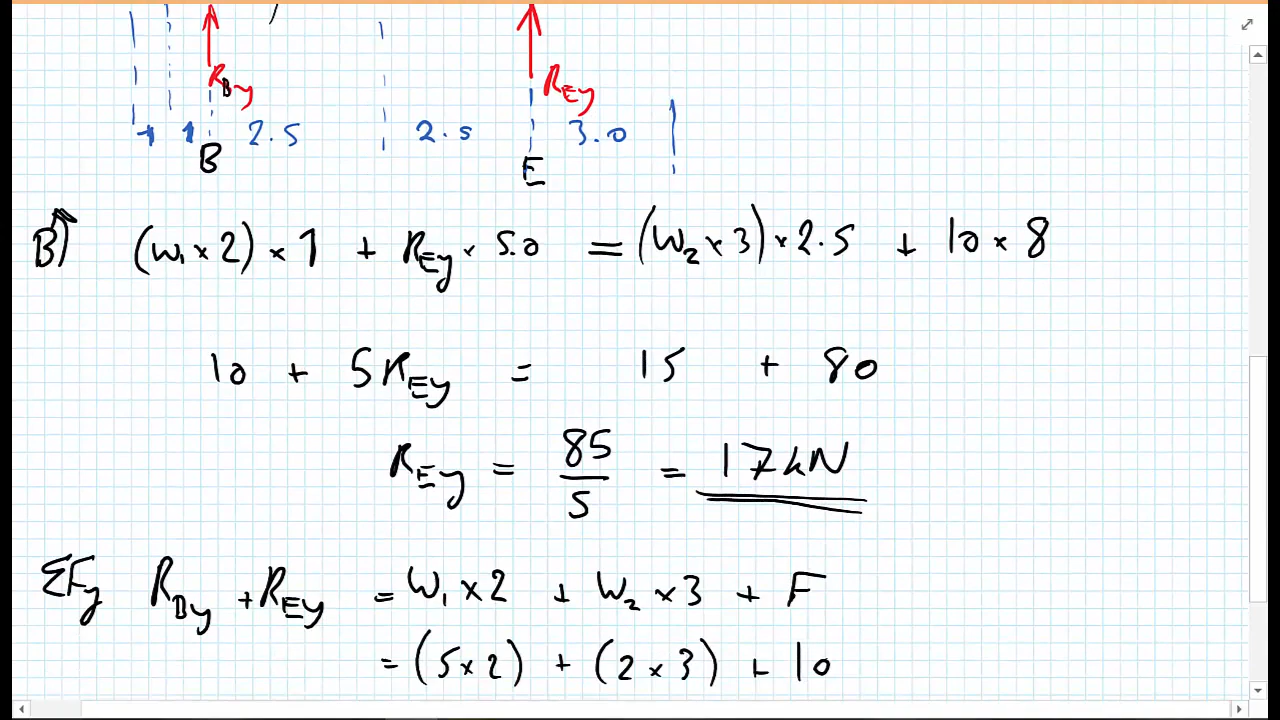 R_By R_Ey
1 1 2.5 2.5 3.0
B E
B) (w₁ × 2) × 1 + R_Ey × 5.0 = (w₂ × 3) × 2.5 + 10 × 8
10 + 5R_Ey = 15 + 80
R_Ey = 85/5 = 17kN
ΣFy R_By + R_Ey = w₁ × 2 + w₂ × 3 + F
= (5 × 2) + (2 × 3) + 10